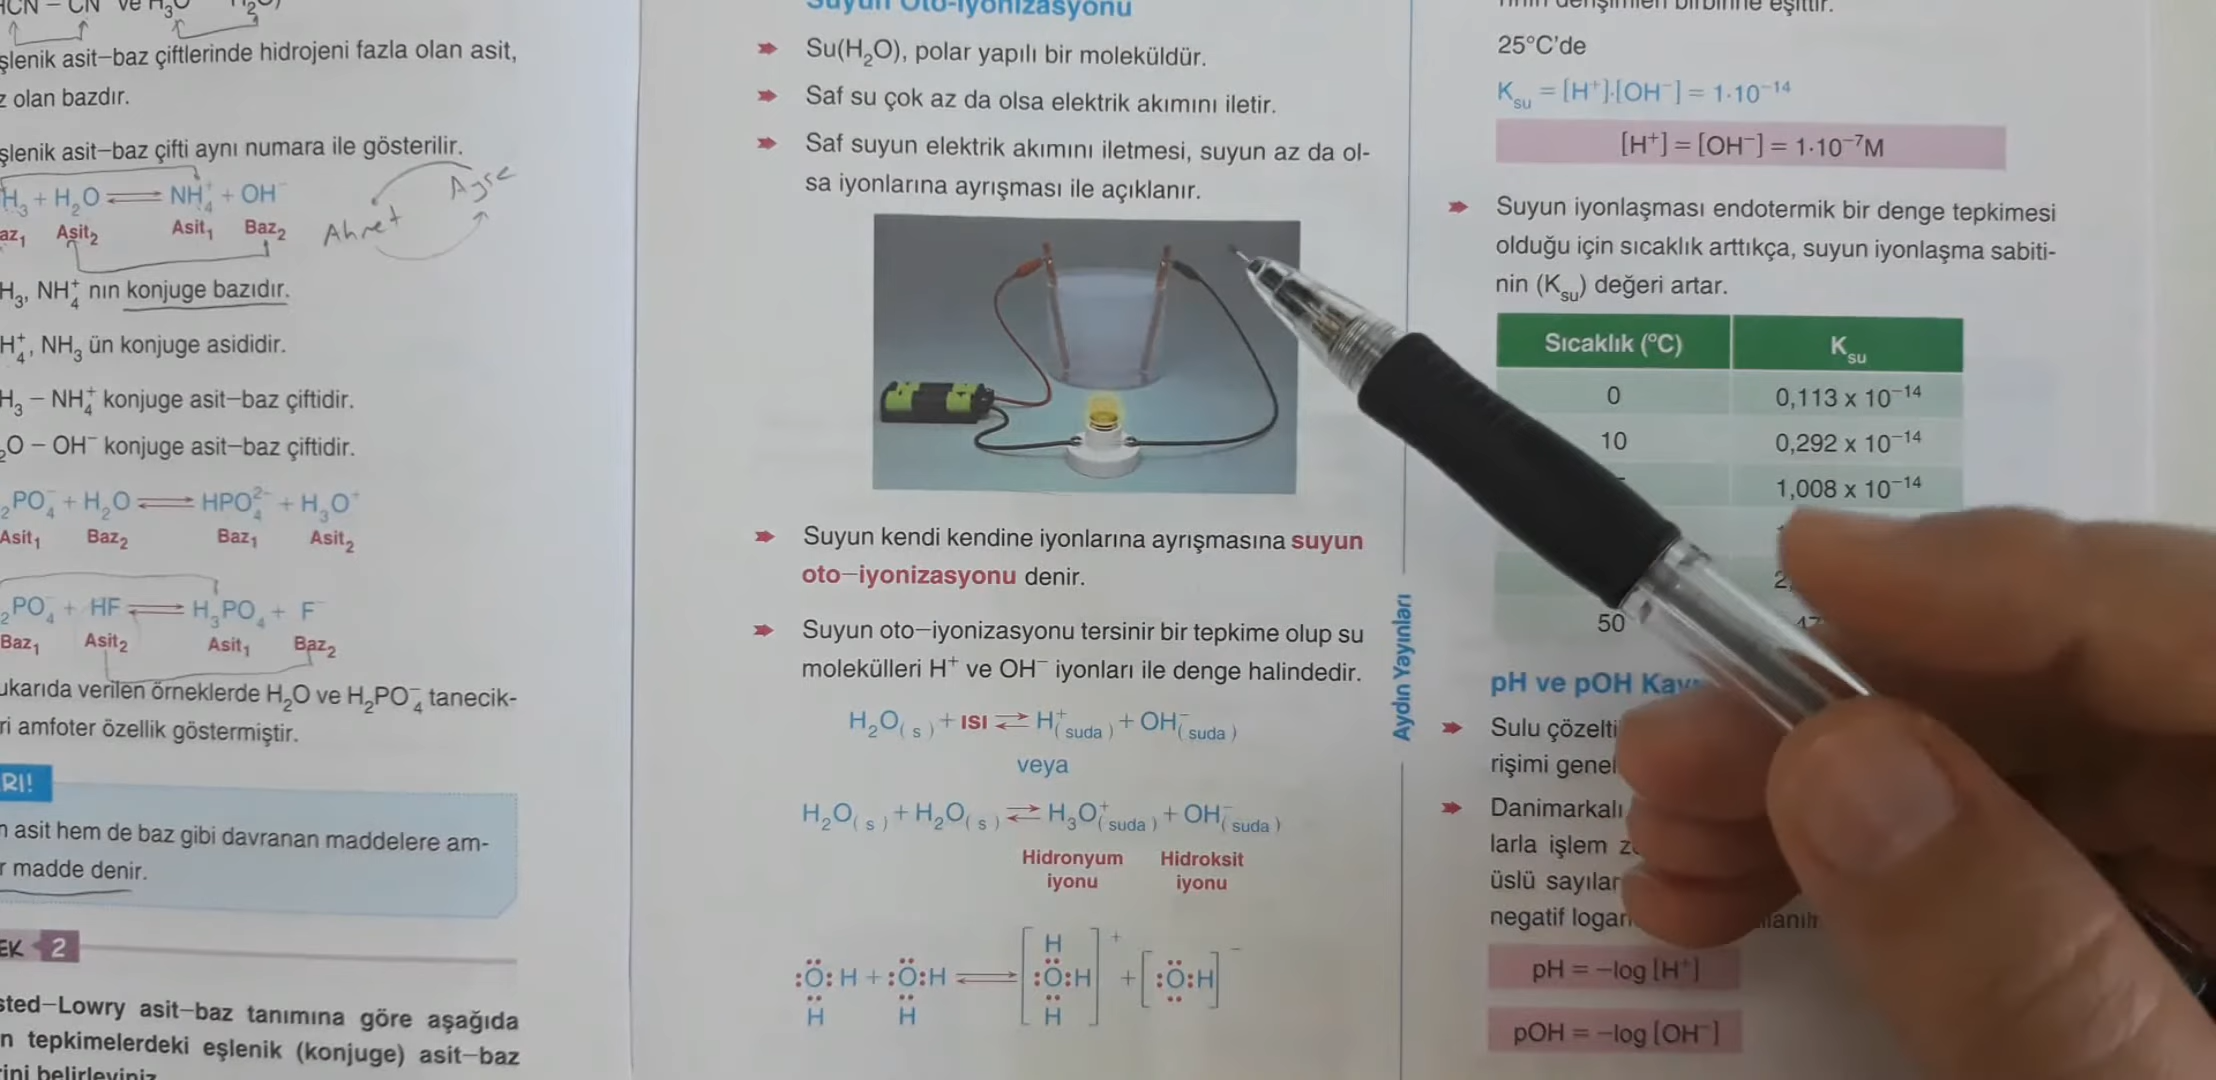 şlenik asit–baz çiftlerinde hidrojeni fazla olan asit,
olan bazdır.
şlenik asit–baz çifti aynı numara ile gösterilir.
Ayşe
H₃ + H₂O ⇌ NH₄⁺ + OH⁻
az₁ Asit₂ Asit₁ Baz₂
Ahmet
H₃, NH₄⁺ nın konjuge bazıdır.
H₄⁺, NH₃ ün konjuge asididir.
H₃ – NH₄⁺ konjuge asit–baz çiftidir.
₂O – OH⁻ konjuge asit–baz çiftidir.
₂PO₄⁻ + H₂O ⇌ HPO₄²⁻ + H₃O⁺
Asit₁ Baz₂ Baz₁ Asit₂
₂PO₄⁻ + HF ⇌ H₃PO₄ + F⁻
Baz₁ Asit₂ Asit₁ Baz₂
ukarıda verilen örneklerde H₂O ve H₂PO₄⁻ tanecik-
ri amfoter özellik göstermiştir.
RI!
asit hem de baz gibi davranan maddelere am-
r madde denir.
EK 2
sted–Lowry asit–baz tanımına göre aşağıda
n tepkimelerdeki eşlenik (konjuge) asit–baz
rini belirleyiniz
Suyun Oto-İyonizasyonu
Su(H₂O), polar yapılı bir moleküldür.
Saf su çok az da olsa elektrik akımını iletir.
Saf suyun elektrik akımını iletmesi, suyun az da ol-
sa iyonlarına ayrışması ile açıklanır.
Suyun kendi kendine iyonlarına ayrışmasına suyun
oto–iyonizasyonu denir.
Suyun oto–iyonizasyonu tersinir bir tepkime olup su
molekülleri H⁺ ve OH⁻ iyonları ile denge halindedir.
H₂O(s) + ISI ⇌ H⁺(suda) + OH⁻(suda)
veya
H₂O(s) + H₂O(s) ⇌ H₃O⁺(suda) + OH⁻(suda)
Hidronyum Hidroksit
iyonu iyonu
H
:Ö:H + :Ö:H ⇌ [:Ö:H]⁺ + [:Ö:H]⁻
H H H
Aydın Yayınları
25°C'de
Ksu = [H⁺]·[OH⁻] = 1·10⁻¹⁴
[H⁺] = [OH⁻] = 1·10⁻⁷M
Suyun iyonlaşması endotermik bir denge tepkimesi
olduğu için sıcaklık arttıkça, suyun iyonlaşma sabiti-
nin (Ksu) değeri artar.
Sıcaklık (°C) Ksu
0 0,113 x 10⁻¹⁴
10 0,292 x 10⁻¹⁴
1,008 x 10⁻¹⁴
50
pH ve pOH
Sulu
rişimi
Danimarkalı
larla işlem
üslü
negatif
pH = –log [H⁺]
pOH = –log [OH⁻]